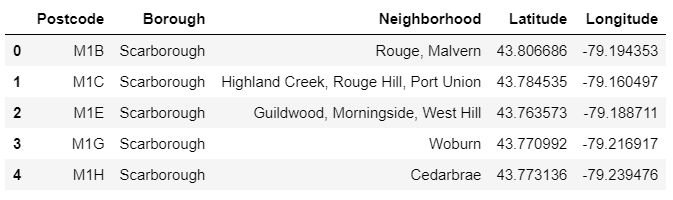 Postcode Borough Neighborhood Latitude Longitude
0 M1B Scarborough Rouge, Malvern 43.806686 -79.194353
1 M1C Scarborough Highland Creek, Rouge Hill, Port Union 43.784535 -79.160497
2 M1E Scarborough Guildwood, Morningside, West Hill 43.763573 -79.188711
3 M1G Scarborough Woburn 43.770992 -79.216917
4 M1H Scarborough Cedarbrae 43.773136 -79.239476